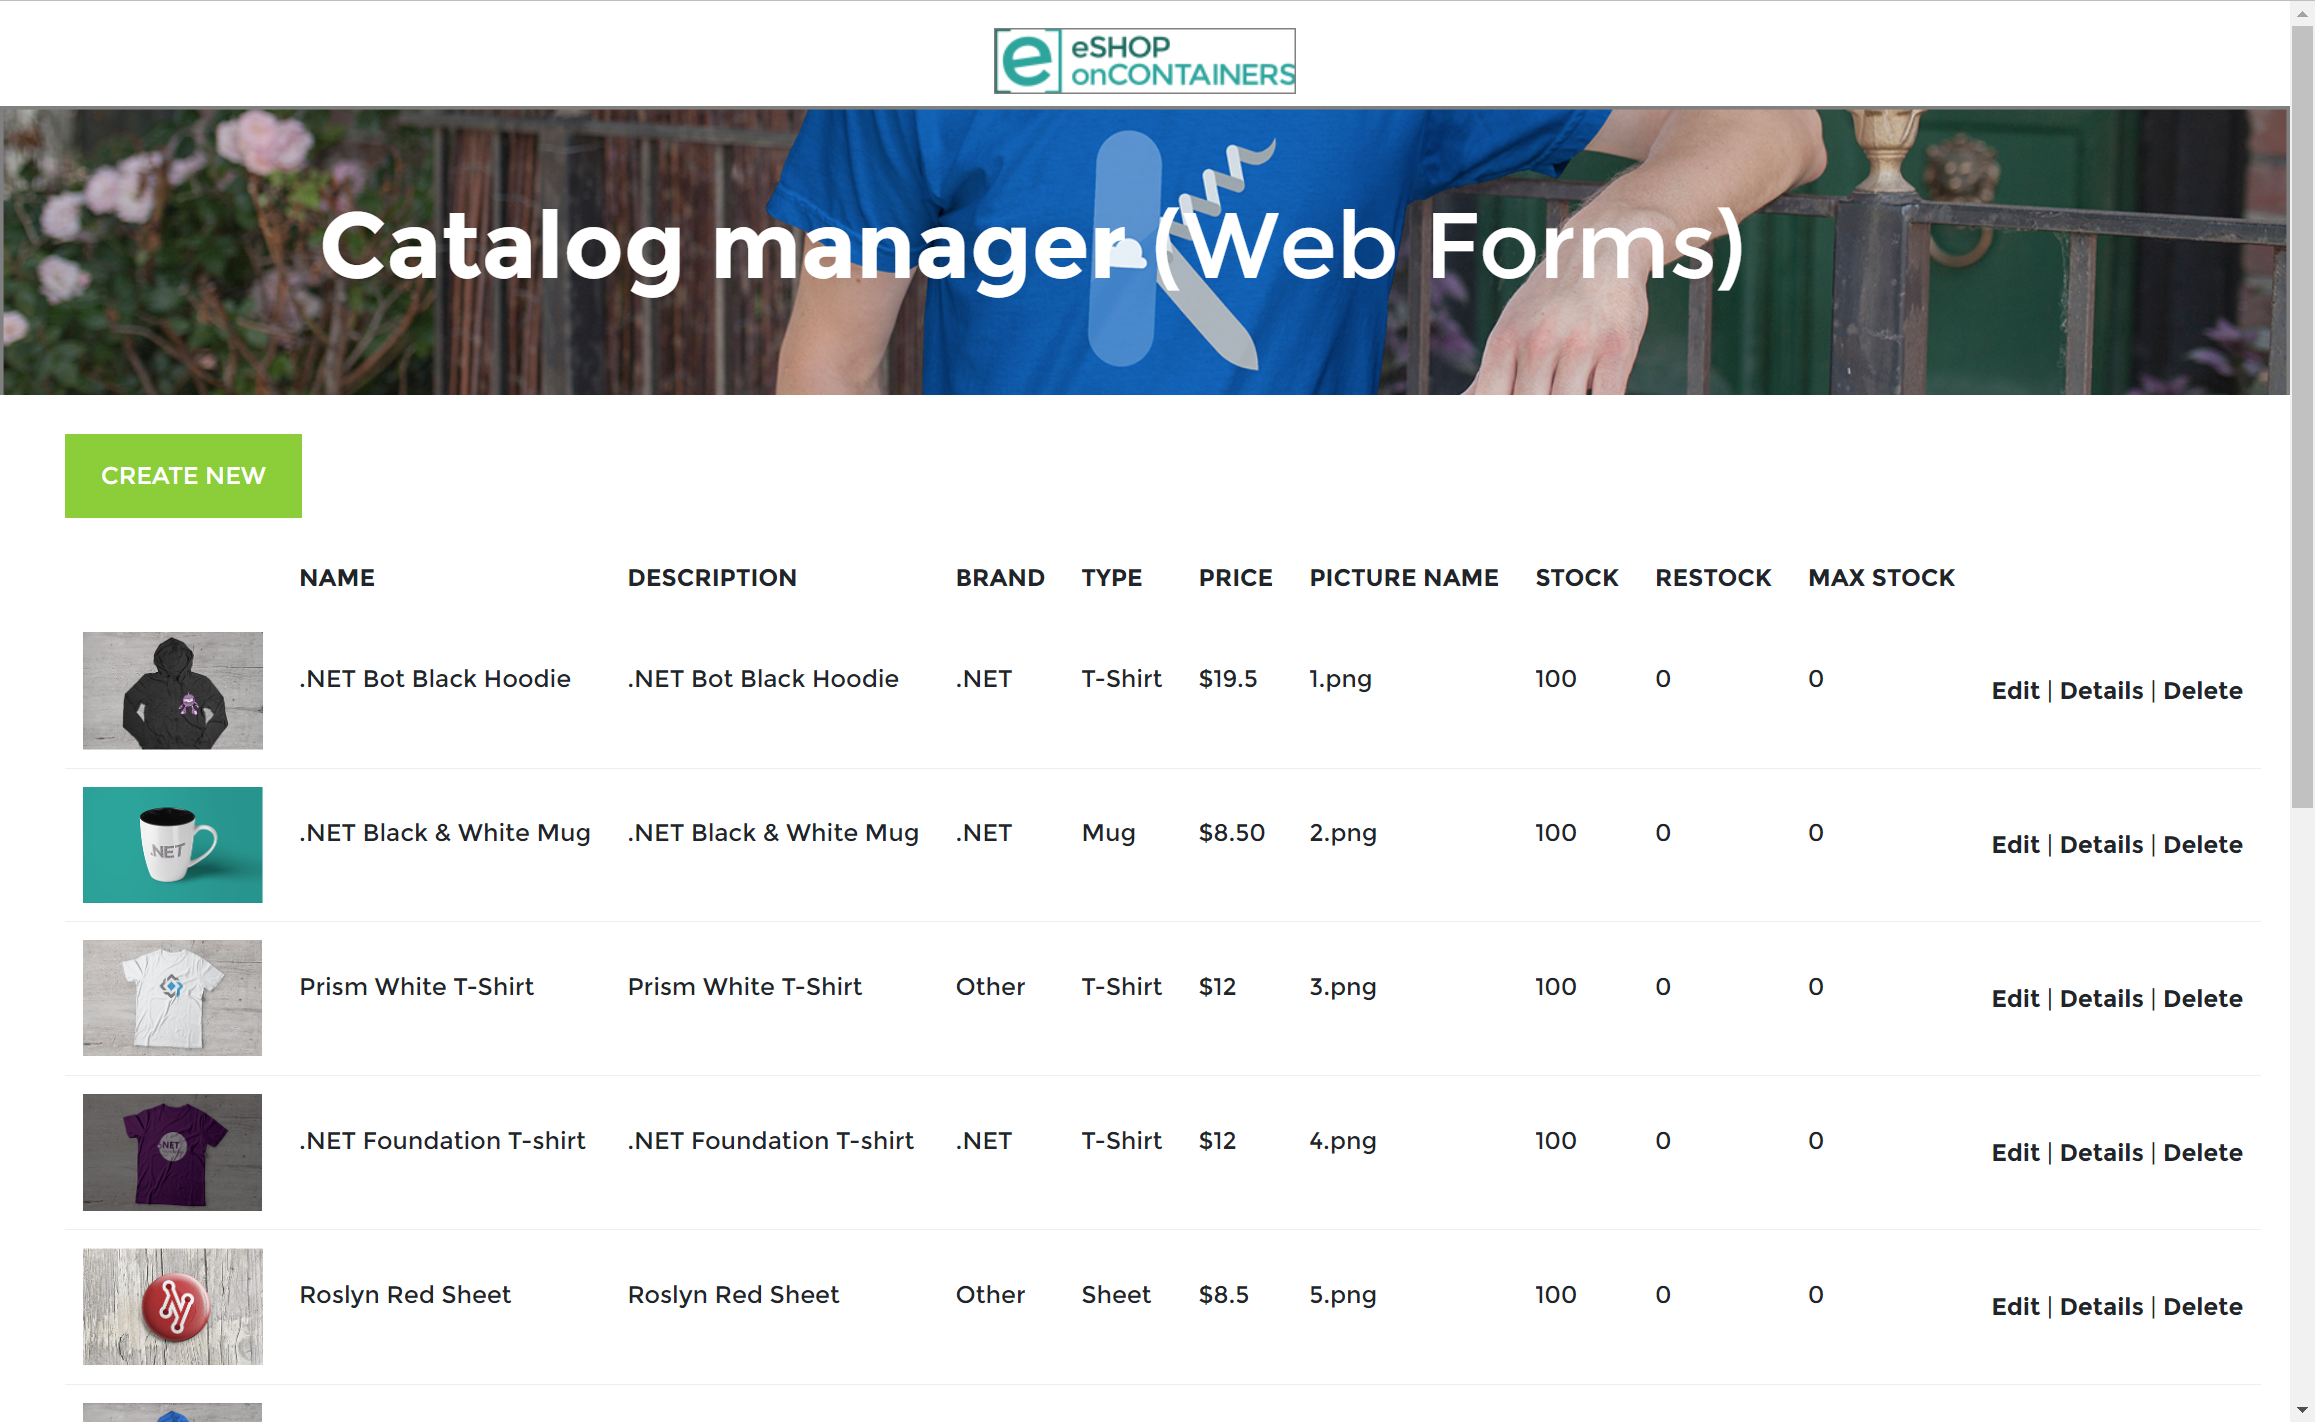 eSHOP
onCONTAINERS
Catalog manager (Web Forms)
CREATE NEW
NAME DESCRIPTION BRAND TYPE PRICE PICTURE NAME STOCK RESTOCK MAX STOCK
.NET Bot Black Hoodie .NET Bot Black Hoodie .NET T-Shirt $19.5 1.png 100 0 0 Edit | Details | Delete
.NET
.NET Black & White Mug .NET Black & White Mug .NET Mug $8.50 2.png 100 0 0 Edit | Details | Delete
Prism White T-Shirt Prism White T-Shirt Other T-Shirt $12 3.png 100 0 0 Edit | Details | Delete
.NET
.NET Foundation T-shirt .NET Foundation T-shirt .NET T-Shirt $12 4.png 100 0 0 Edit | Details | Delete
Roslyn Red Sheet Roslyn Red Sheet Other Sheet $8.5 5.png 100 0 0 Edit | Details | Delete